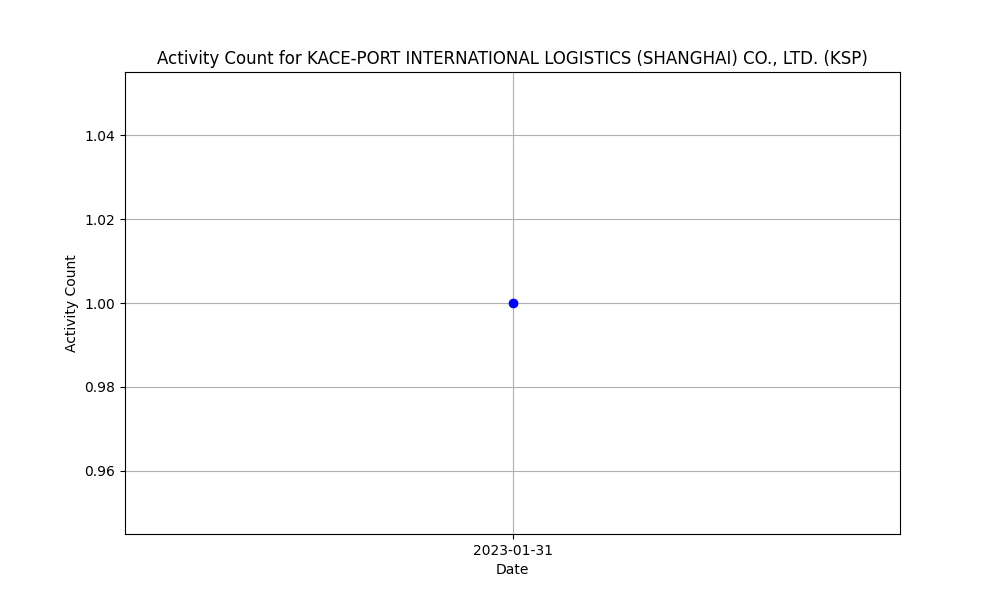 Activity Count for KACE-PORT INTERNATIONAL LOGISTICS (SHANGHAI) CO., LTD. (KSP)
1.04
1.02
1.00
0.98
0.96
Activity Count
2023-01-31
Date